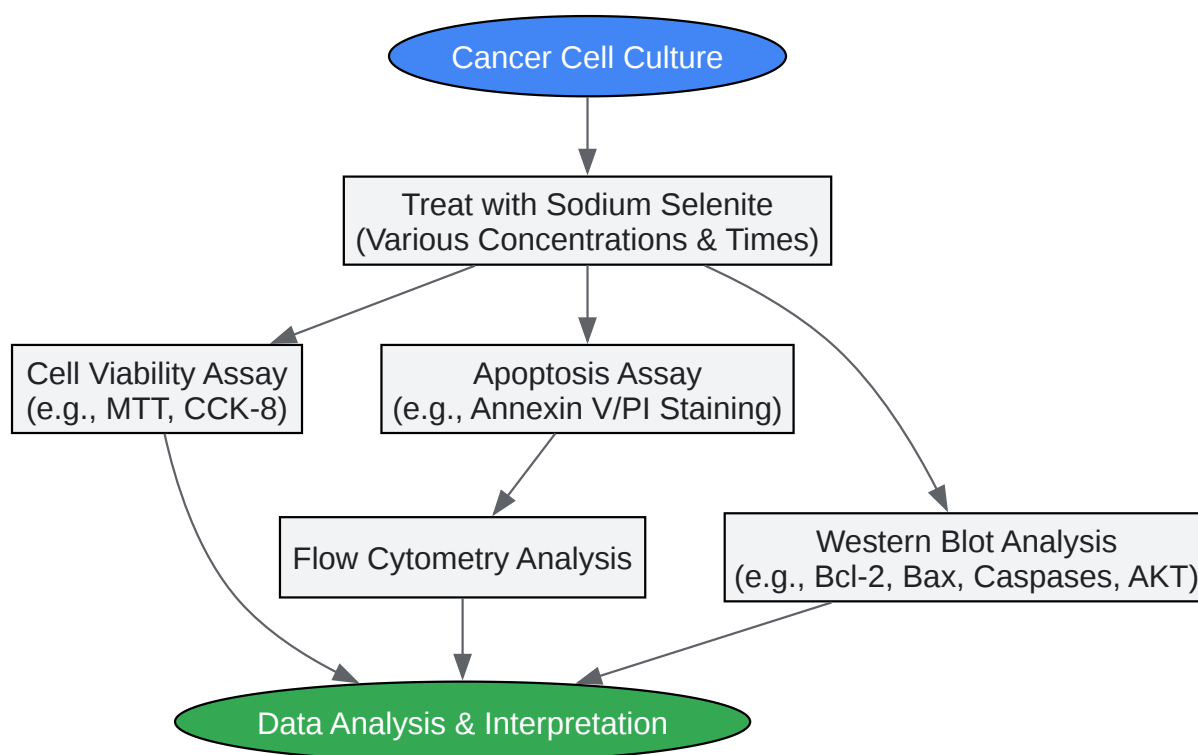 Cancer Cell Culture
Treat with Sodium Selenite
(Various Concentrations & Times)
Cell Viability Assay
(e.g., MTT, CCK-8)
Apoptosis Assay
(e.g., Annexin V/PI Staining)
Flow Cytometry Analysis
Western Blot Analysis
(e.g., Bcl-2, Bax, Caspases, AKT)
Data Analysis & Interpretation